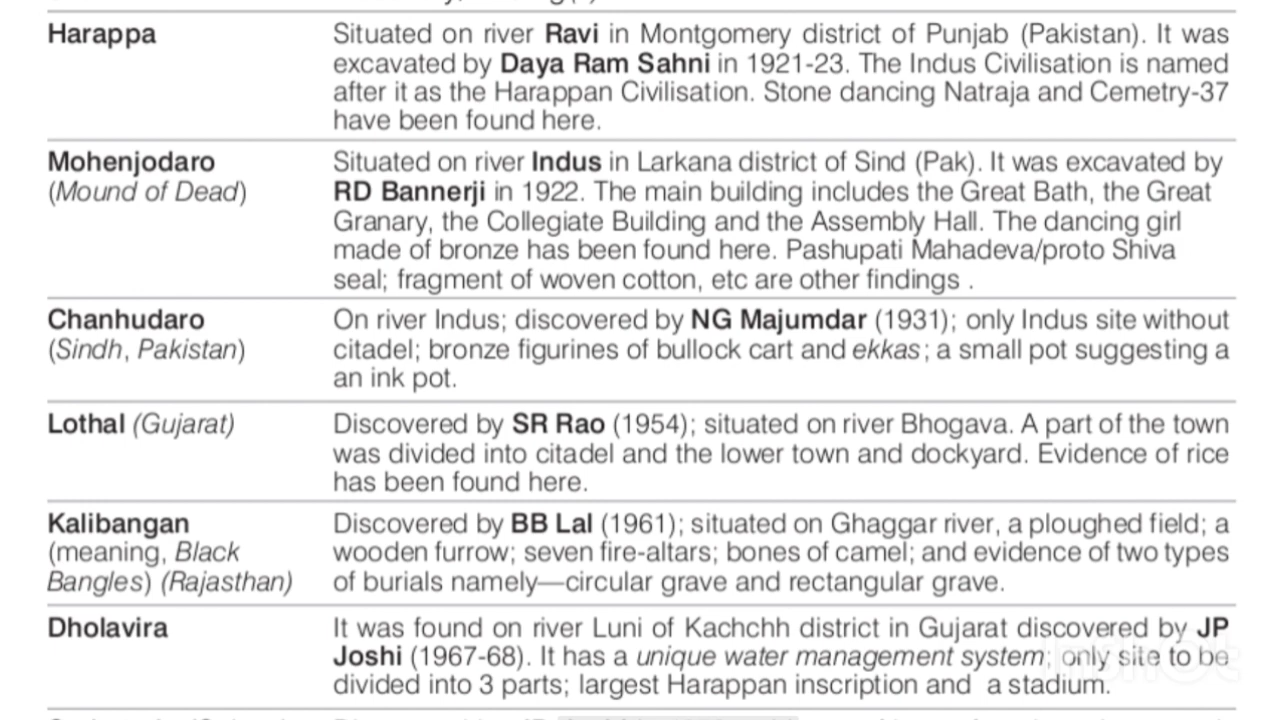 Harappa
Situated on river Ravi in Montgomery district of Punjab (Pakistan). It was
excavated by Daya Ram Sahni in 1921-23. The Indus Civilisation is named
after it as the Harappan Civilisation. Stone dancing Natraja and Cemetry-37
have been found here.
Mohenjodaro
(Mound of Dead)
Situated on river Indus in Larkana district of Sind (Pak). It was excavated by
RD Bannerji in 1922. The main building includes the Great Bath, the Great
Granary, the Collegiate Building and the Assembly Hall. The dancing girl
made of bronze has been found here. Pashupati Mahadeva/proto Shiva
seal; fragment of woven cotton, etc are other findings .
Chanhudaro
(Sindh, Pakistan)
On river Indus; discovered by NG Majumdar (1931); only Indus site without
citadel; bronze figurines of bullock cart and ekkas; a small pot suggesting a
an ink pot.
Lothal (Gujarat)
Discovered by SR Rao (1954); situated on river Bhogava. A part of the town
was divided into citadel and the lower town and dockyard. Evidence of rice
has been found here.
Kalibangan
(meaning, Black
Bangles) (Rajasthan)
Discovered by BB Lal (1961); situated on Ghaggar river, a ploughed field; a
wooden furrow; seven fire-altars; bones of camel; and evidence of two types
of burials namely—circular grave and rectangular grave.
Dholavira
It was found on river Luni of Kachchh district in Gujarat discovered by JP
Joshi (1967-68). It has a unique water management system; only site to be
divided into 3 parts; largest Harappan inscription and a stadium.
InShOt